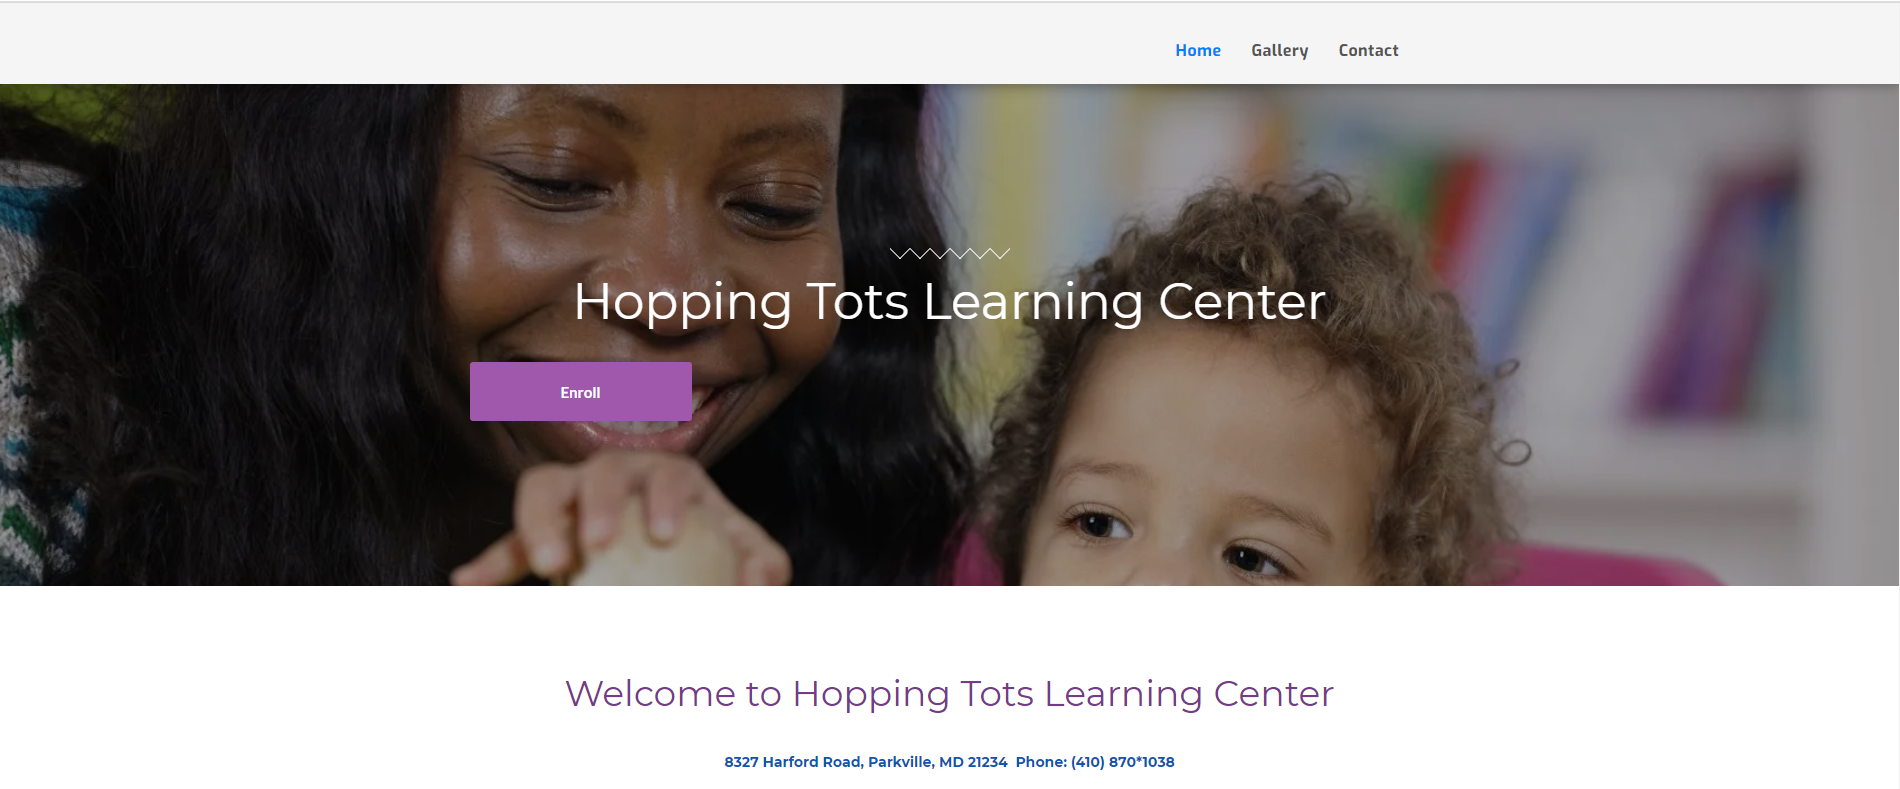 Home Gallery Contact
Hopping Tots Learning Center
Enroll
Welcome to Hopping Tots Learning Center
8327 Harford Road, Parkville, MD 21234 Phone: (410) 870*1038